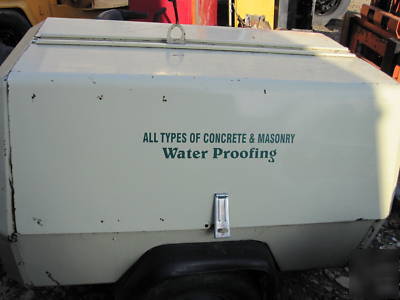 ALL TYPES OF CONCRETE & MASONRY
Water Proofing